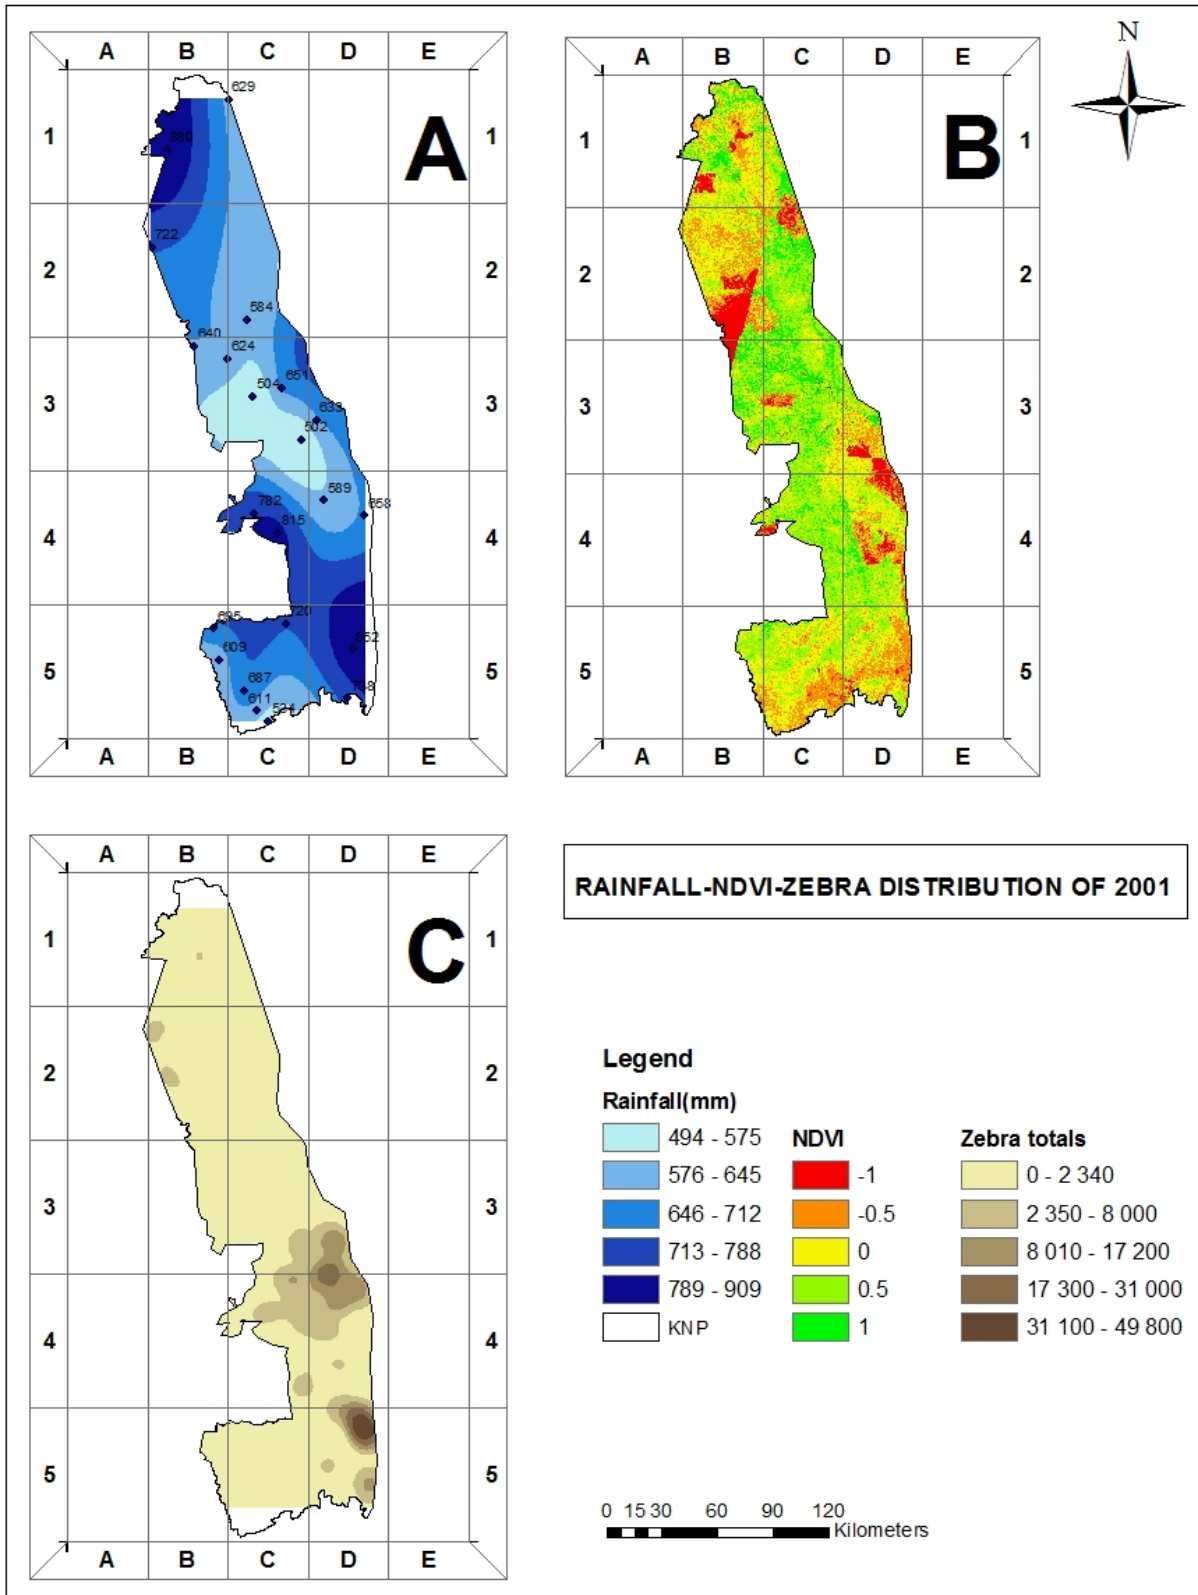 N
A B C D E
A B C D E
629
1 880 A 1
1 B 1
722
2 2
2 2
584
640
624
651
504
3 633 3
3 3
502
589
658
782
815
4 4
4 4
720
695
852
609
5 687 5
5 5
738
611
534
A B C D E
A B C D E
A B C D E
1 C 1
2 2
3 3
4 4
5 5
A B C D E
RAINFALL-NDVI-ZEBRA DISTRIBUTION OF 2001
Legend
Rainfall(mm)
494 - 575
576 - 645
646 - 712
713 - 788
789 - 909
KNP
NDVI
-1
-0.5
0
0.5
1
Zebra totals
0 - 2 340
2 350 - 8 000
8 010 - 17 200
17 300 - 31 000
31 100 - 49 800
0 15 30 60 90 120
Kilometers